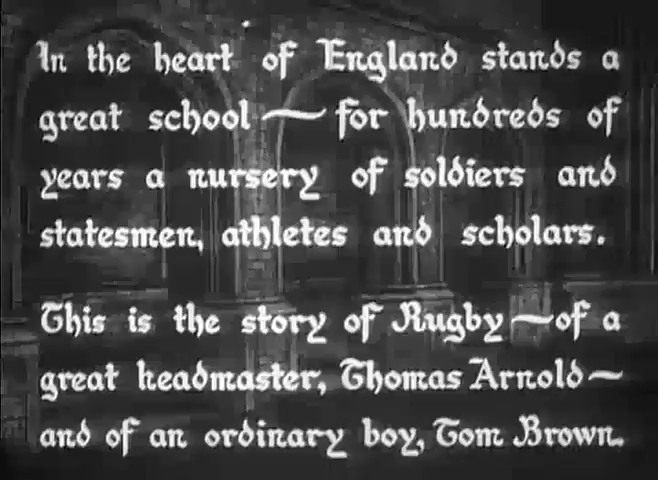 In the heart of England stands a
great school — for hundreds of
years a nursery of soldiers and
statesmen, athletes and scholars.
This is the story of Rugby — of a
great headmaster, Thomas Arnold —
and of an ordinary boy, Tom Brown.